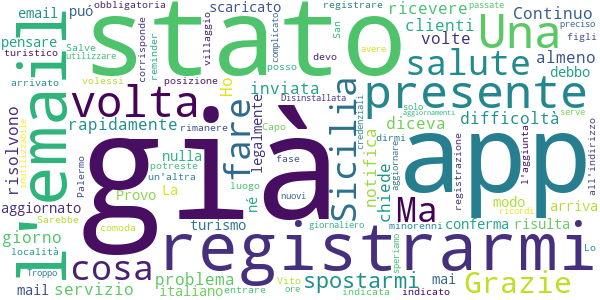 email
può
obbligatoria
scaricato
stato
ricevere
registrare
passate
Una
Continuo
preciso
figli
pensare
turistico
Salve
utilizzare
reminder
corrisponde
villaggio
clienti
San
avere
complicato
volte
almeno
debbo
salute
l'email
arrivato
volessi
posizione
Ho
posso
devo
presente
volta
inviata
Disinstallata
credenziali
solo
aggiornamenti
serve
risolvono
inutilizzabile
rapidamente
rimanere
fare
legalmente
Capo
Sicilia
diceva
difficoltà
all'indirizzo
già
app
nulla
potreste
fase
notifica
chiede
dirmi
aggiornare
registrazione
l'aggiunta
Palermo
un'altra
Provo
La
luogo
né
nuovi
aggiornato
Sarebbe
giorno
località
Troppo
comoda
registrarmi
turismo
giornaliero
Ma
minorenni
modo
ricordi
arriva
conferma
risulta
Lo
cosa
problema
italiano
entrare
Vito
ore
spostarmi
indicata
indicato
speriamo
mai
Grazie
mail
servizio